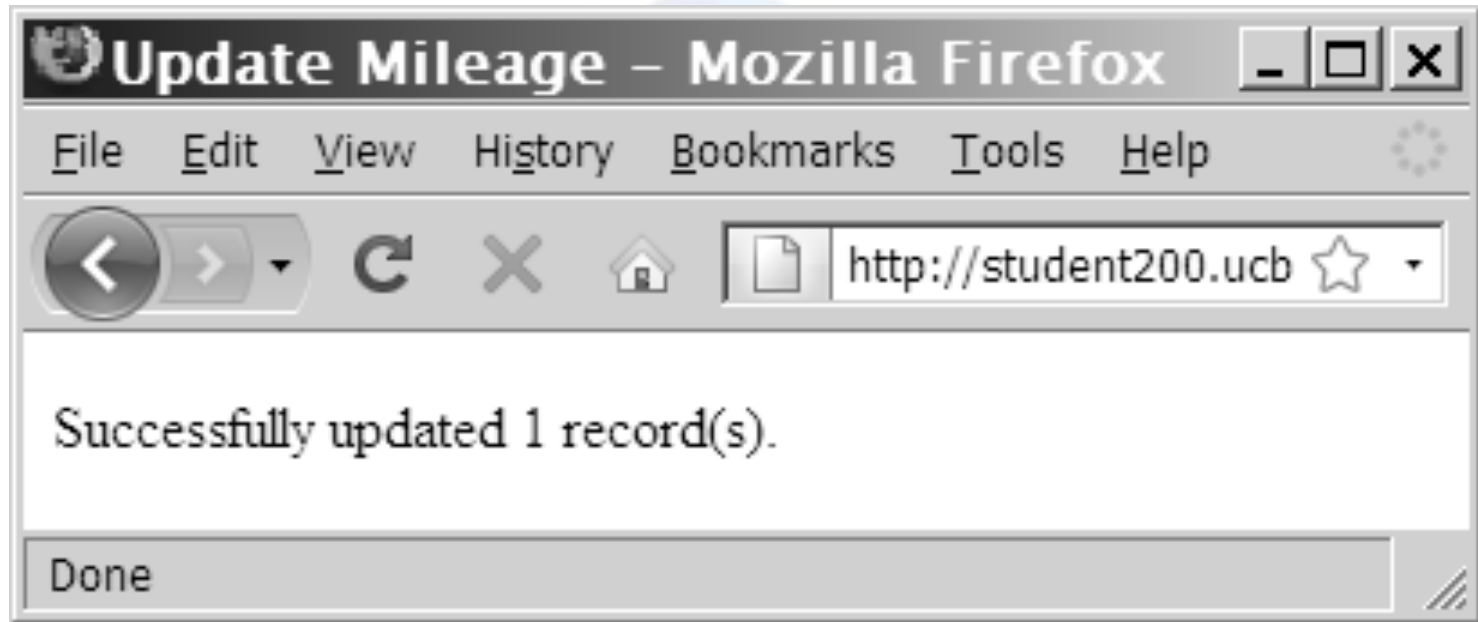 Update Mileage – Mozilla Firefox
File Edit View History Bookmarks Tools Help
http://student200.ucb
Successfully updated 1 record(s).
Done